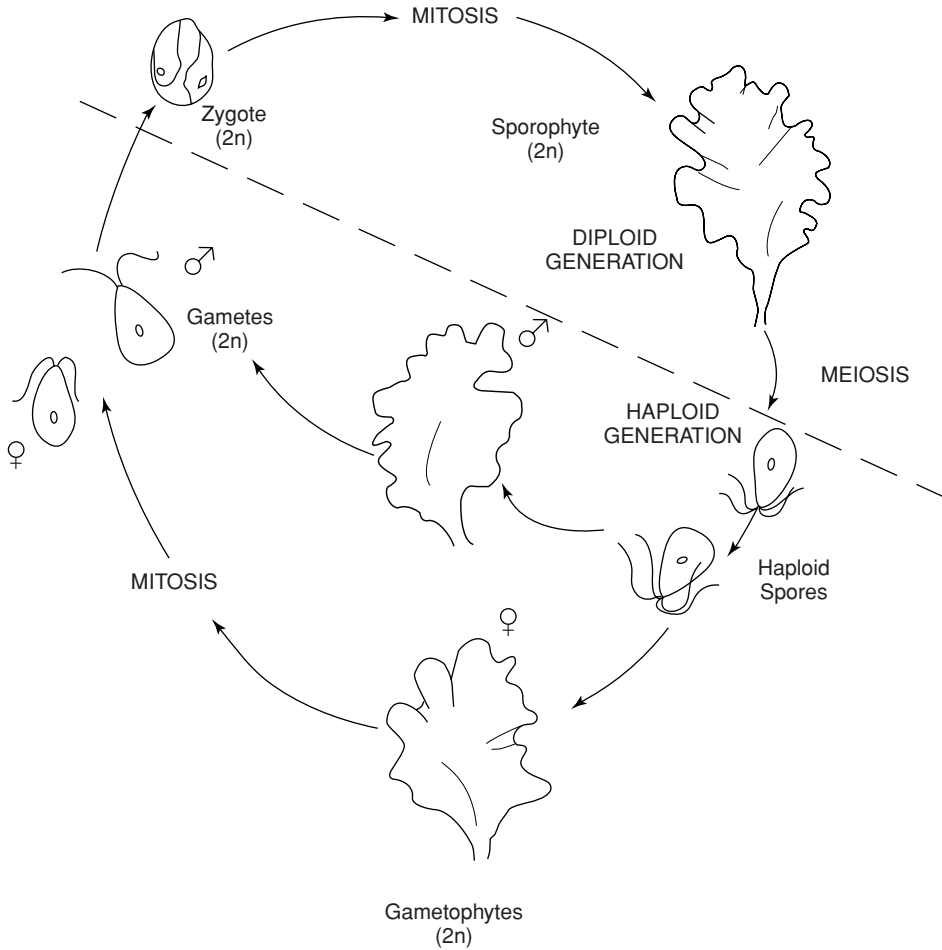 MITOSIS
Zygote
(2n)
Sporophyte
(2n)
DIPLOID
GENERATION
♂
Gametes
(2n)
♂
MEIOSIS
HAPLOID
GENERATION
♀
Haploid
Spores
MITOSIS
♀
Gametophytes
(2n)